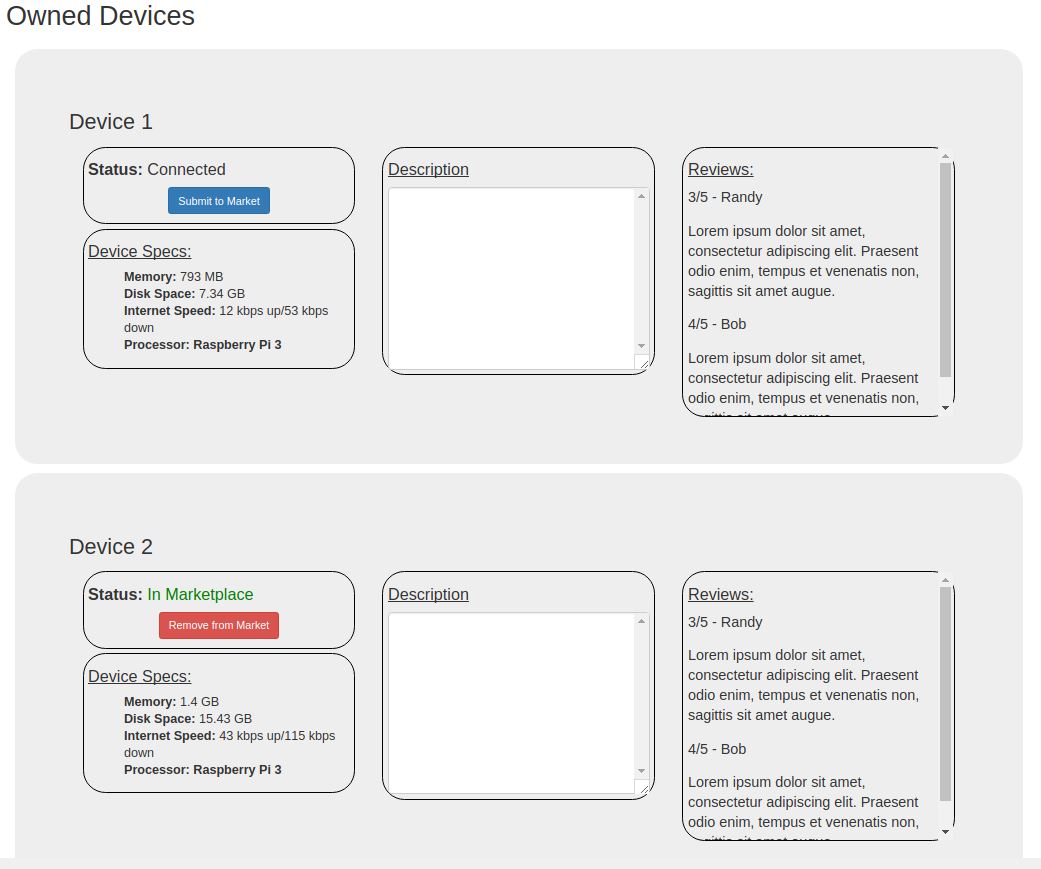 Owned Devices
Device 1
Status: Connected
Submit to Market
Device Specs:
Memory: 793 MB
Disk Space: 7.34 GB
Internet Speed: 12 kbps up/53 kbps
down
Processor: Raspberry Pi 3
Description
Reviews:
3/5 - Randy
Lorem ipsum dolor sit amet,
consectetur adipiscing elit. Praesent
odio enim, tempus et venenatis non,
sagittis sit amet augue.
4/5 - Bob
Lorem ipsum dolor sit amet,
consectetur adipiscing elit. Praesent
odio enim, tempus et venenatis non,
Device 2
Status: In Marketplace
Remove from Market
Device Specs:
Memory: 1.4 GB
Disk Space: 15.43 GB
Internet Speed: 43 kbps up/115 kbps
down
Processor: Raspberry Pi 3
Description
Reviews:
3/5 - Randy
Lorem ipsum dolor sit amet,
consectetur adipiscing elit. Praesent
odio enim, tempus et venenatis non,
sagittis sit amet augue.
4/5 - Bob
Lorem ipsum dolor sit amet,
consectetur adipiscing elit. Praesent
odio enim, tempus et venenatis non,